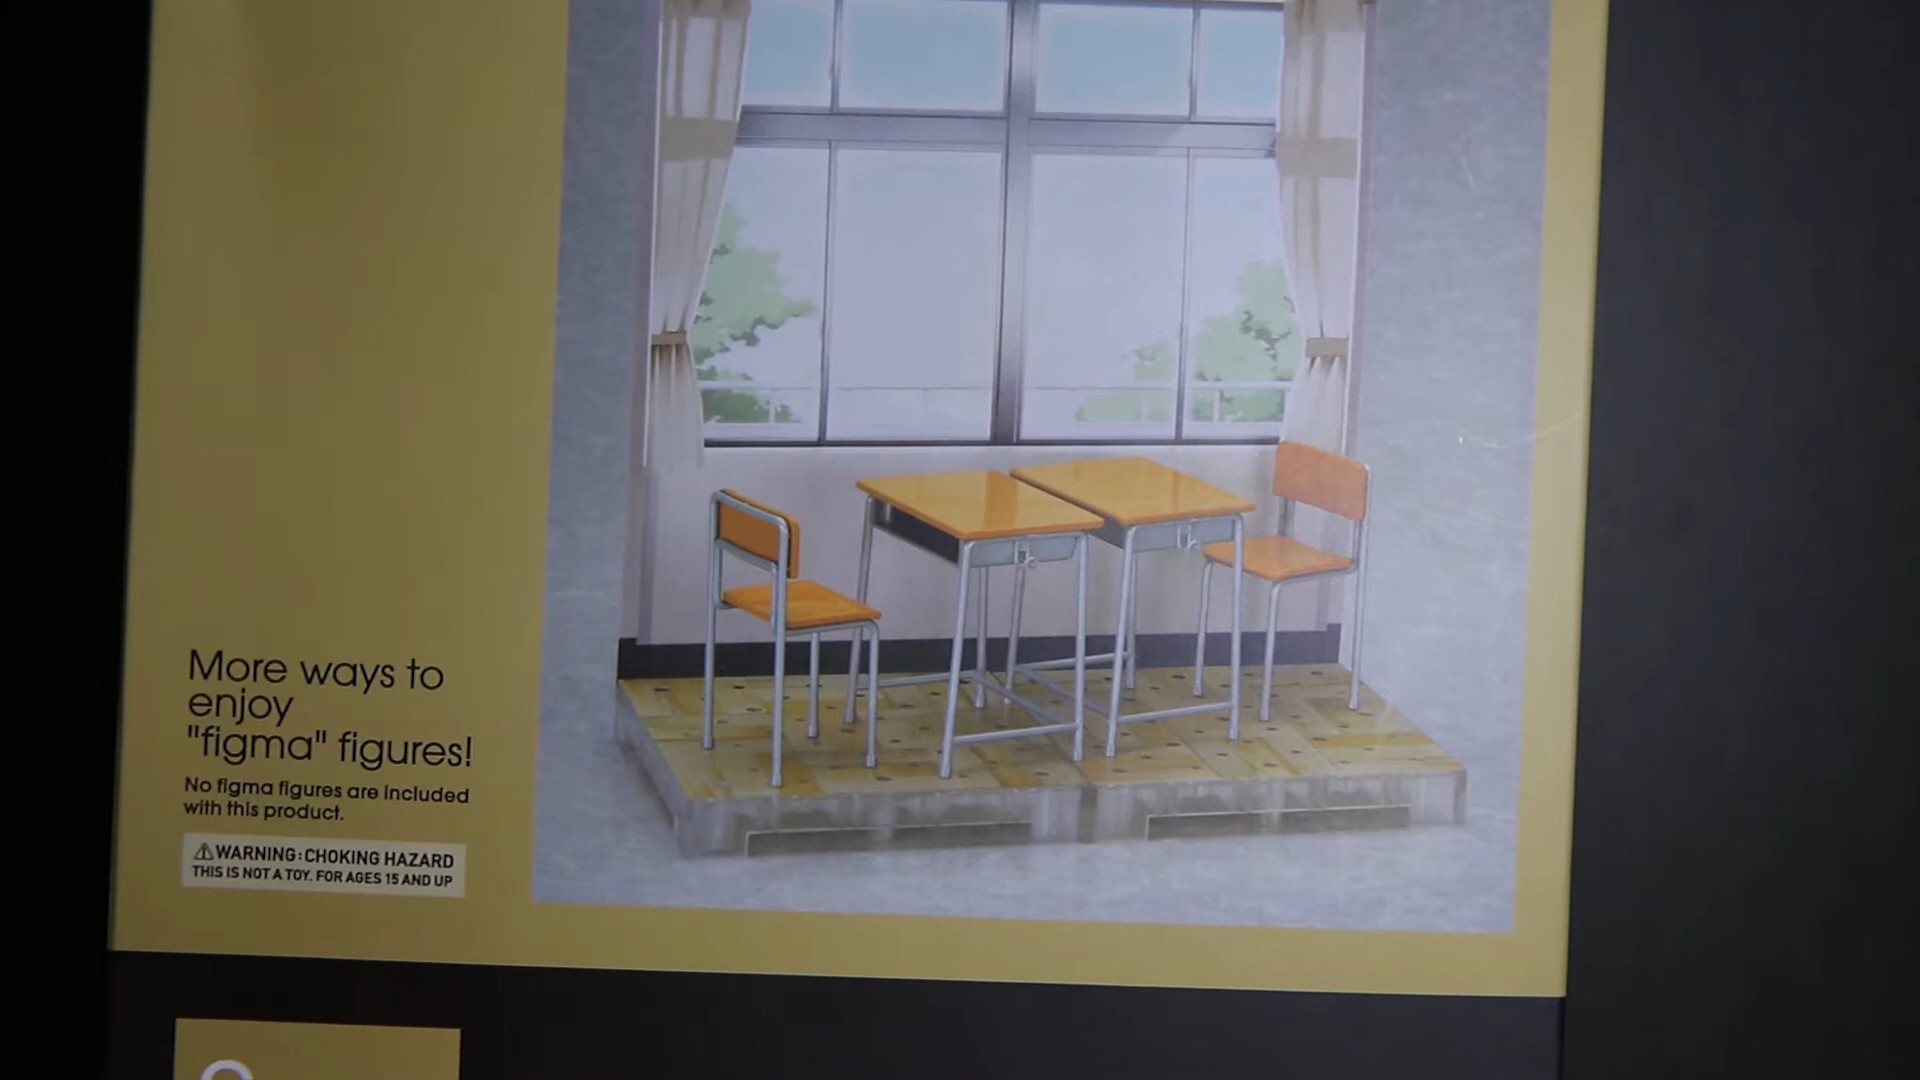 More ways to
enjoy
"figma" figures!
No figma figures are included
with this product.
⚠WARNING:CHOKING HAZARD
THIS IS NOT A TOY. FOR AGES 15 AND UP